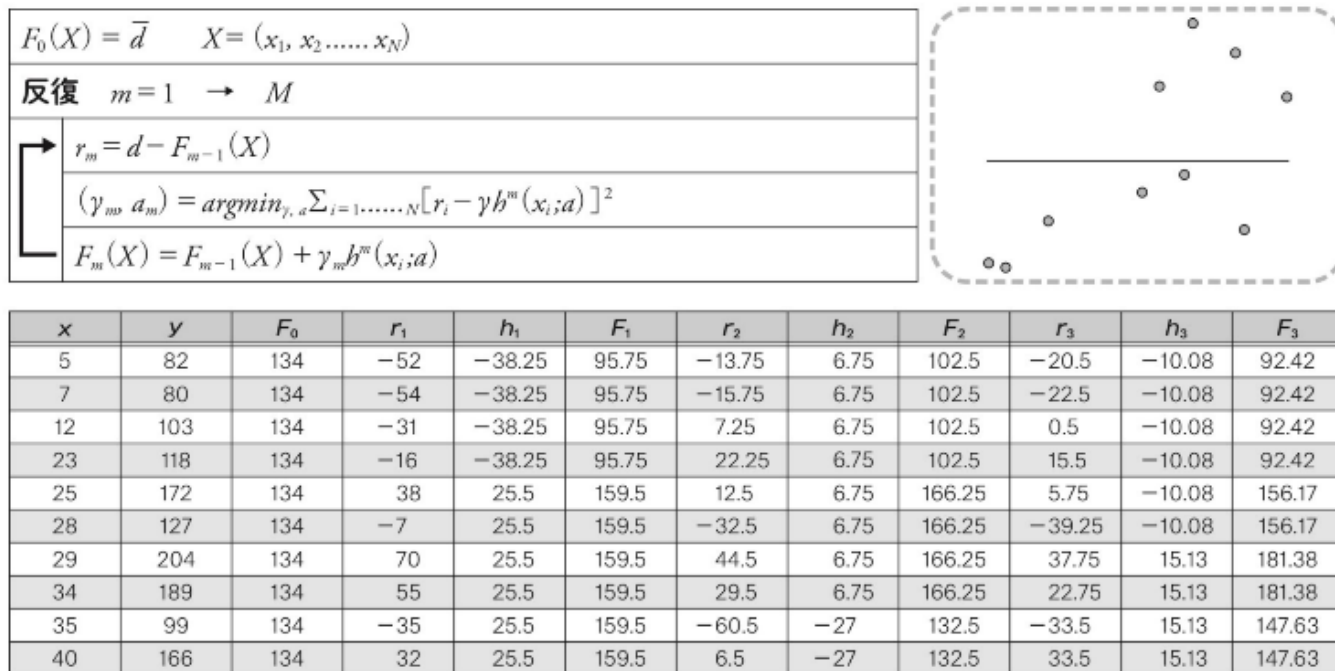 F₀(X) = d̅ X = (x₁, x₂......x_N)
反復 m = 1 → M
r_m = d − F_{m−1}(X)
(γ_m, a_m) = argmin_{γ, a} Σ_{i=1}......_N [r_i − γh^m(x_i;a)]²
F_m(X) = F_{m−1}(X) + γ_m h^m(x_i;a)
x y F₀ r₁ h₁ F₁ r₂ h₂ F₂ r₃ h₃ F₃
5 82 134 −52 −38.25 95.75 −13.75 6.75 102.5 −20.5 −10.08 92.42
7 80 134 −54 −38.25 95.75 −15.75 6.75 102.5 −22.5 −10.08 92.42
12 103 134 −31 −38.25 95.75 7.25 6.75 102.5 0.5 −10.08 92.42
23 118 134 −16 −38.25 95.75 22.25 6.75 102.5 15.5 −10.08 92.42
25 172 134 38 25.5 159.5 12.5 6.75 166.25 5.75 −10.08 156.17
28 127 134 −7 25.5 159.5 −32.5 6.75 166.25 −39.25 −10.08 156.17
29 204 134 70 25.5 159.5 44.5 6.75 166.25 37.75 15.13 181.38
34 189 134 55 25.5 159.5 29.5 6.75 166.25 22.75 15.13 181.38
35 99 134 −35 25.5 159.5 −60.5 −27 132.5 −33.5 15.13 147.63
40 166 134 32 25.5 159.5 6.5 −27 132.5 33.5 15.13 147.63